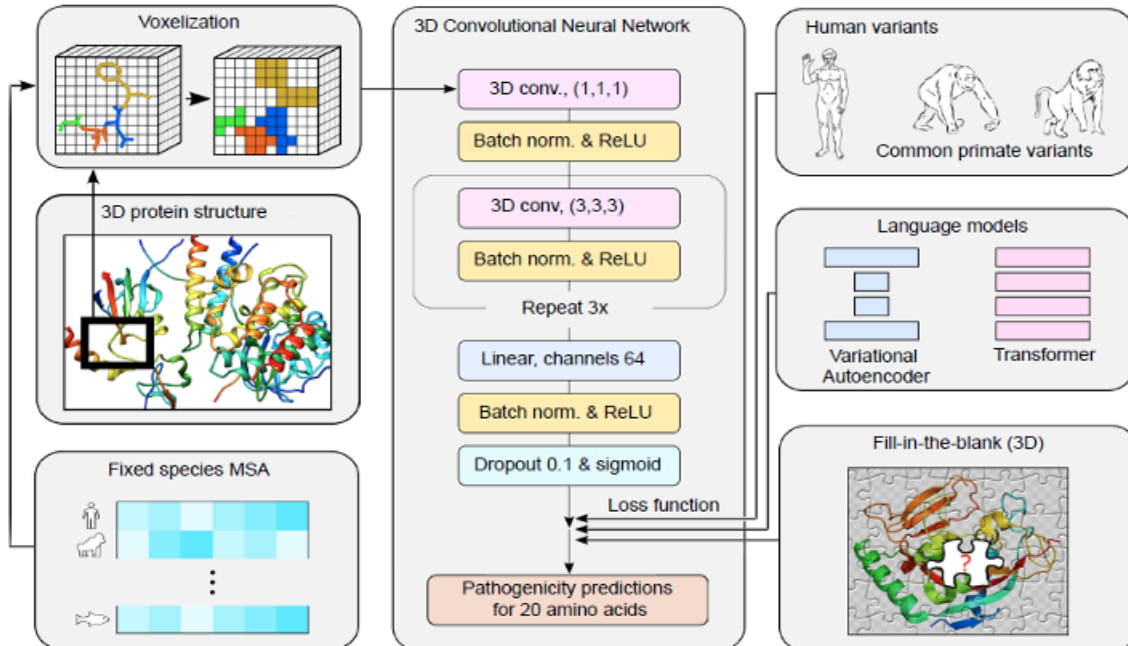 Voxelization
3D protein structure
Fixed species MSA
3D Convolutional Neural Network
3D conv., (1,1,1)
Batch norm. & ReLU
3D conv, (3,3,3)
Batch norm. & ReLU
Repeat 3x
Linear, channels 64
Batch norm. & ReLU
Dropout 0.1 & sigmoid
Loss function
Pathogenicity predictions
for 20 amino acids
Human variants
Common primate variants
Language models
Variational
Autoencoder
Transformer
Fill-in-the-blank (3D)
?